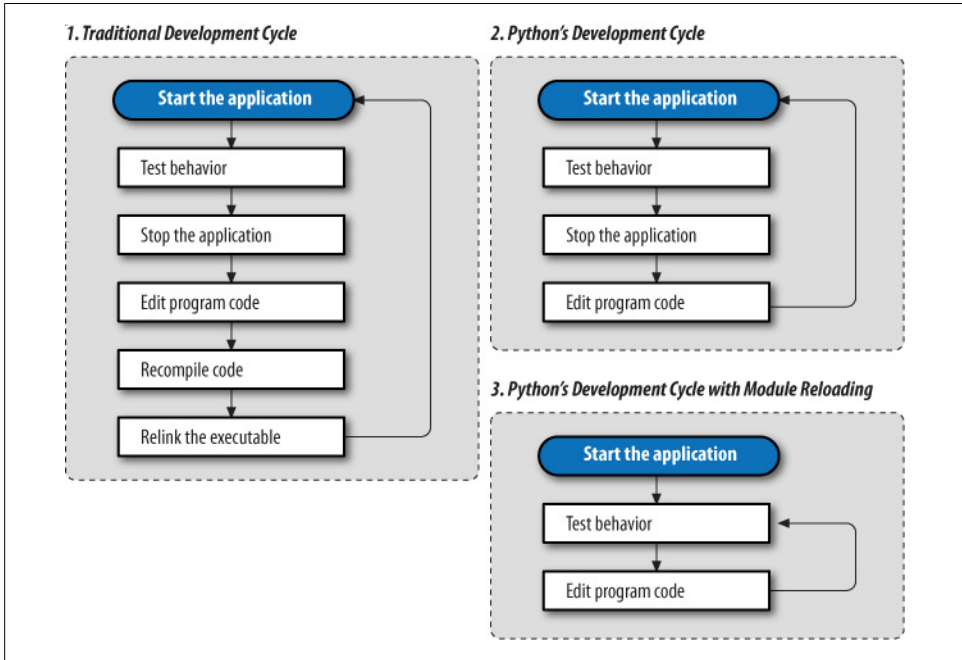 1. Traditional Development Cycle
Start the application
Test behavior
Stop the application
Edit program code
Recompile code
Relink the executable
2. Python's Development Cycle
Start the application
Test behavior
Stop the application
Edit program code
3. Python's Development Cycle with Module Reloading
Start the application
Test behavior
Edit program code